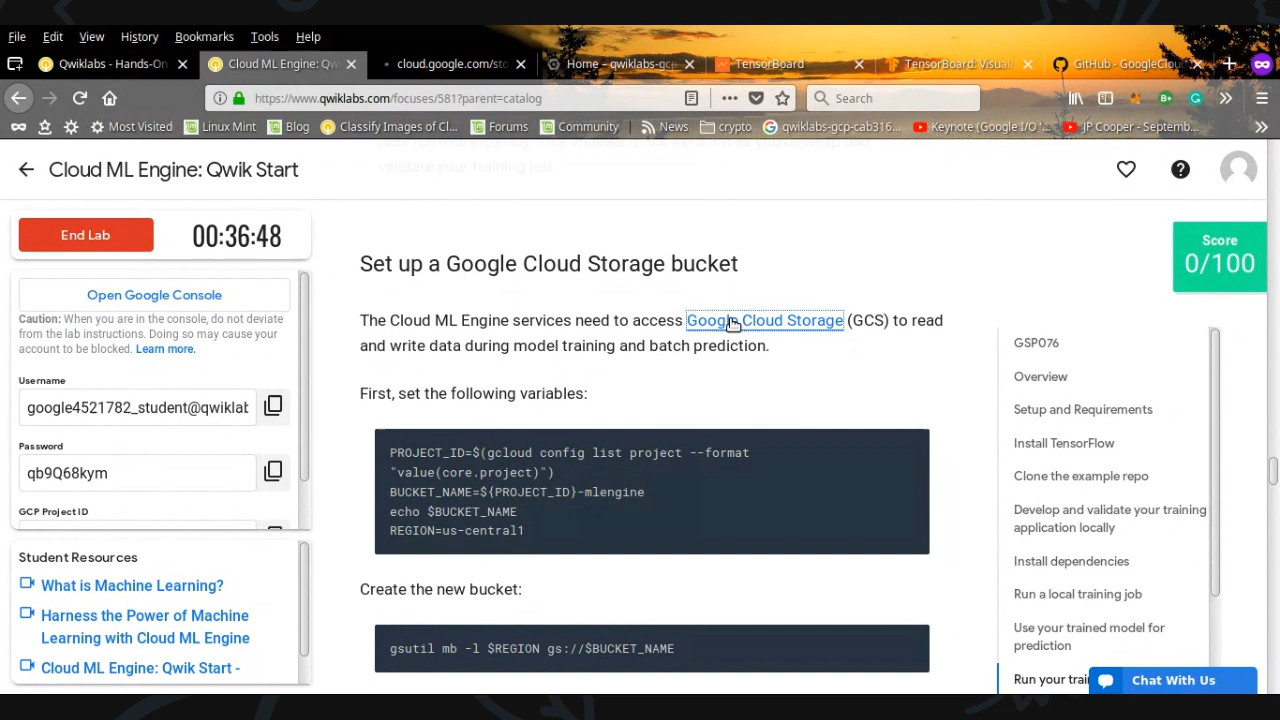 File Edit View History Bookmarks Tools Help
Qwiklabs - Hands-On
Cloud ML Engine: Qw
cloud.google.com/sto
Home – qwiklabs-gcp
TensorBoard
TensorBoard: Visuali
GitHub - GoogleClou
https://www.qwiklabs.com/focuses/581?parent=catalog
Search
Most Visited
Linux Mint
Blog
Classify Images of Cl...
Forums
Community
News
crypto
qwiklabs-gcp-cab316...
Keynote (Google I/O '...
JP Cooper - Septemb...
validate your training job.
Cloud ML Engine: Qwik Start
End Lab
00:36:48
Open Google Console
Caution: When you are in the console, do not deviate
from the lab instructions. Doing so may cause your
account to be blocked. Learn more.
Username
google4521782_student@qwiklab
Password
qb9Q68kym
GCP Project ID
Student Resources
What is Machine Learning?
Harness the Power of Machine
Learning with Cloud ML Engine
Cloud ML Engine: Qwik Start -
Set up a Google Cloud Storage bucket
The Cloud ML Engine services need to access Google Cloud Storage (GCS) to read
and write data during model training and batch prediction.
First, set the following variables:
PROJECT_ID=$(gcloud config list project --format
"value(core.project)")
BUCKET_NAME=${PROJECT_ID}-mlengine
echo $BUCKET_NAME
REGION=us-central1
Create the new bucket:
gsutil mb -l $REGION gs://$BUCKET_NAME
Score
0/100
GSP076
Overview
Setup and Requirements
Install TensorFlow
Clone the example repo
Develop and validate your training
application locally
Install dependencies
Run a local training job
Use your trained model for
prediction
Run your trai
Chat With Us